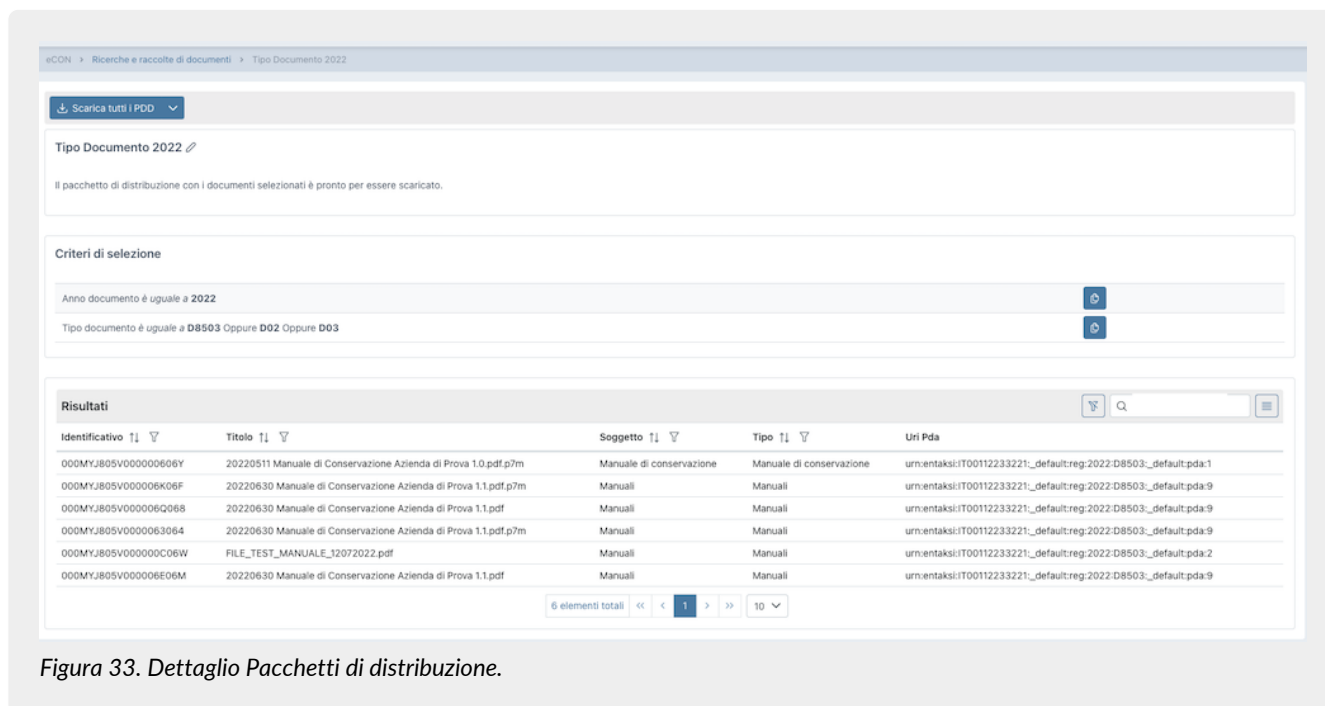 eCON > Ricerche e raccolte di documenti > Tipo Documento 2022
Scarica tutti i PDD
Tipo Documento 2022
Il pacchetto di distribuzione con i documenti selezionati è pronto per essere scaricato.
Criteri di selezione
Anno documento é uguale a 2022
Tipo documento é uguale a D8503 Oppure D02 Oppure D03
Risultati
Identificativo Titolo Soggetto Tipo Uri Pda
000MYJ805V000000606Y 20220511 Manuale di Conservazione Azienda di Prova 1.0.pdf.p7m Manuale di conservazione Manuale di conservazione urn:entaksi:IT00112233221:_default:reg:2022:D8503:_default:pda:1
000MYJ805V000006K06F 20220630 Manuale di Conservazione Azienda di Prova 1.1.pdf.p7m Manuali Manuali urn:entaksi:IT00112233221:_default:reg:2022:D8503:_default:pda:9
000MYJ805V000006Q068 20220630 Manuale di Conservazione Azienda di Prova 1.1.pdf Manuali Manuali urn:entaksi:IT00112233221:_default:reg:2022:D8503:_default:pda:9
000MYJ805V0000063064 20220630 Manuale di Conservazione Azienda di Prova 1.1.pdf.p7m Manuali Manuali urn:entaksi:IT00112233221:_default:reg:2022:D8503:_default:pda:9
000MYJ805V000000C06W FILE_TEST_MANUALE_12072022.pdf Manuali Manuali urn:entaksi:IT00112233221:_default:reg:2022:D8503:_default:pda:2
000MYJ805V000006E06M 20220630 Manuale di Conservazione Azienda di Prova 1.1.pdf Manuali Manuali urn:entaksi:IT00112233221:_default:reg:2022:D8503:_default:pda:9
6 elementi totali << < 1 > >> 10
Figura 33. Dettaglio Pacchetti di distribuzione.